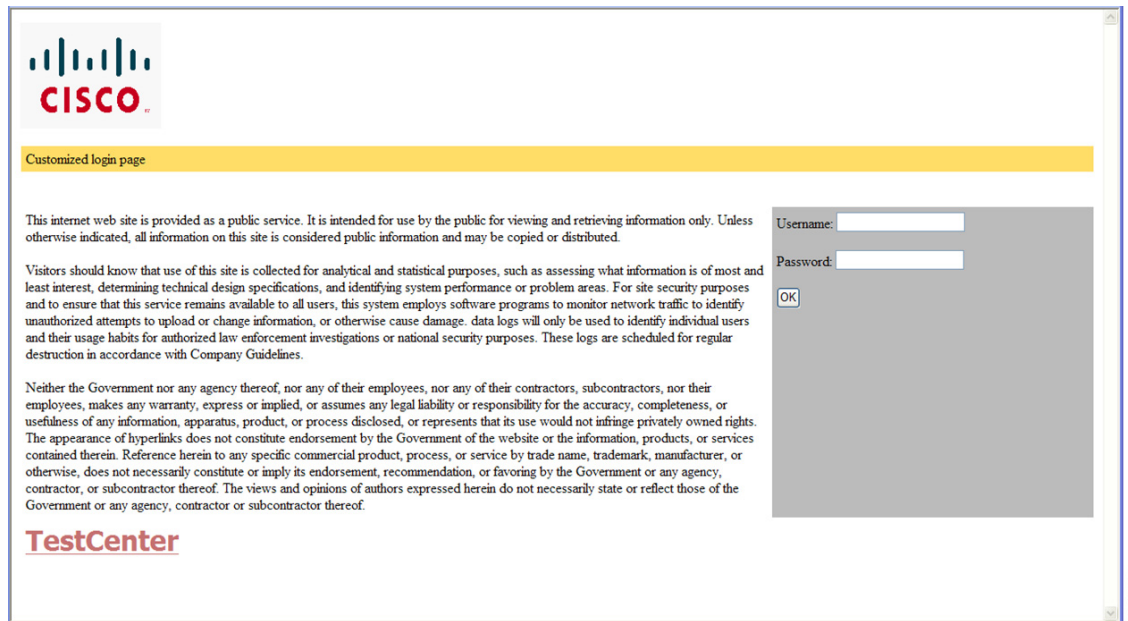 CISCO
Customized login page
This internet web site is provided as a public service. It is intended for use by the public for viewing and retrieving information only. Unless
otherwise indicated, all information on this site is considered public information and may be copied or distributed.
Visitors should know that use of this site is collected for analytical and statistical purposes, such as assessing what information is of most and
least interest, determining technical design specifications, and identifying system performance or problem areas. For site security purposes
and to ensure that this service remains available to all users, this system employs software programs to monitor network traffic to identify
unauthorized attempts to upload or change information, or otherwise cause damage. data logs will only be used to identify individual users
and their usage habits for authorized law enforcement investigations or national security purposes. These logs are scheduled for regular
destruction in accordance with Company Guidelines.
Neither the Government nor any agency thereof, nor any of their employees, nor any of their contractors, subcontractors, nor their
employees, makes any warranty, express or implied, or assumes any legal liability or responsibility for the accuracy, completeness, or
usefulness of any information, apparatus, product, or process disclosed, or represents that its use would not infringe privately owned rights.
The appearance of hyperlinks does not constitute endorsement by the Government of the website or the information, products, or services
contained therein. Reference herein to any specific commercial product, process, or service by trade name, trademark, manufacturer, or
otherwise, does not necessarily constitute or imply its endorsement, recommendation, or favoring by the Government or any agency,
contractor, or subcontractor thereof. The views and opinions of authors expressed herein do not necessarily state or reflect those of the
Government or any agency, contractor or subcontractor thereof.
Username:
Password:
OK
TestCenter